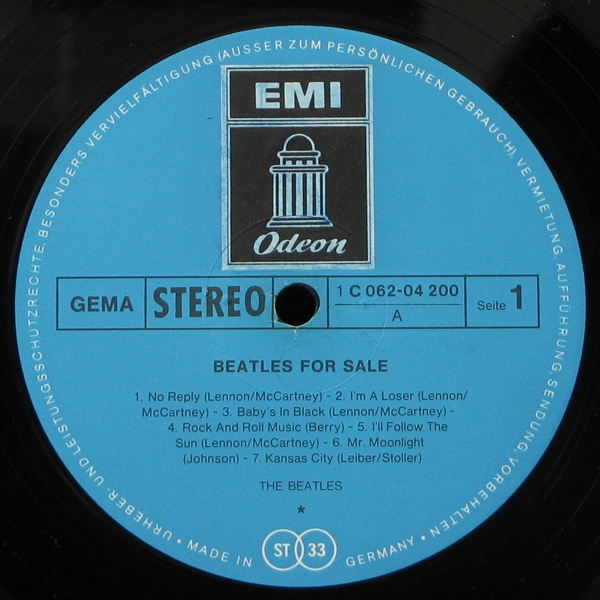 URHEBER- UND LEISTUNGSSCHUTZRECHTE, BESONDERS VERVIELFÄLTIGUNG (AUSSER ZUM PERSÖNLICHEN GEBRAUCH), VERMIETUNG, AUFFÜHRUNG, SENDUNG, VORBEHALTEN •
EMI
Odeon
GEMA STEREO 1 C 062-04 200
A
Seite 1
BEATLES FOR SALE
1. No Reply (Lennon/McCartney) - 2. I'm A Loser (Lennon/
McCartney) - 3. Baby's In Black (Lennon/McCartney) -
4. Rock And Roll Music (Berry) - 5. I'll Follow The
Sun (Lennon/McCartney) - 6. Mr. Moonlight
(Johnson) - 7. Kansas City (Leiber/Stoller)
THE BEATLES
*
• MADE IN ST 33 GERMANY •